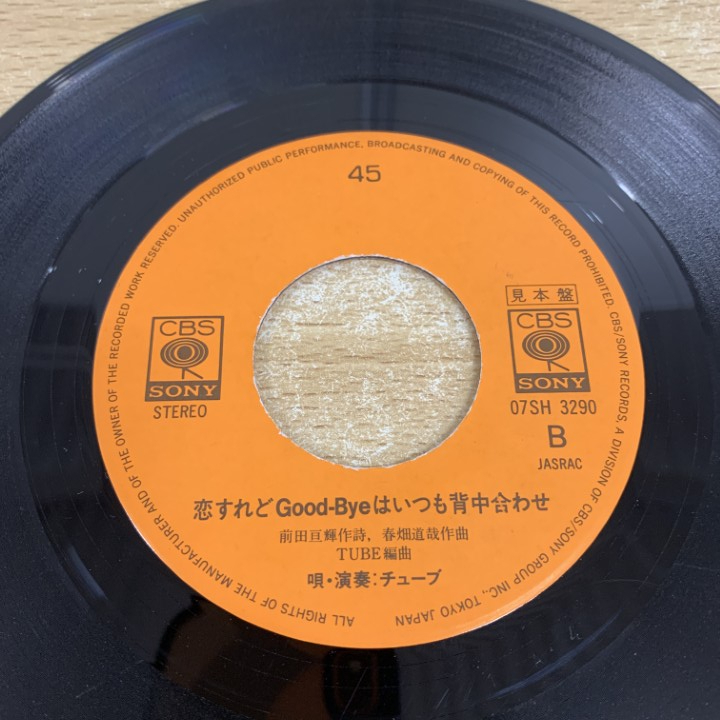 45
見本盤
CBS
SONY
STEREO
CBS
SONY
07SH 3290
B
JASRAC
恋すれどGood-Byeはいつも背中合わせ
前田亘輝作詩, 春畑道哉作曲
TUBE編曲
唄・演奏:チューブ
ALL RIGHTS OF THE MANUFACTURER AND OF THE OWNER OF THE RECORDED WORK RESERVED. UNAUTHORIZED PUBLIC PERFORMANCE, BROADCASTING AND COPYING OF THIS RECORD PROHIBITED. CBS/SONY RECORDS, A DIVISION OF CBS/SONY GROUP INC., TOKYO JAPAN